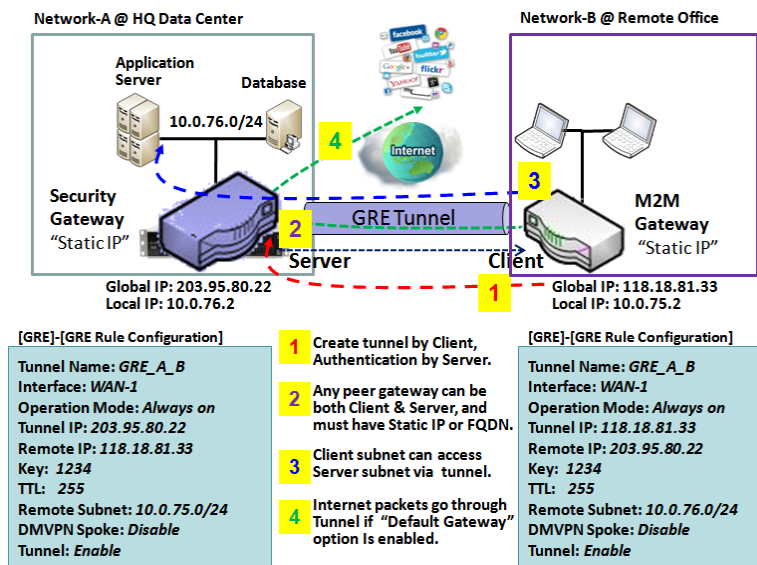 Network-A @ HQ Data Center
Network-B @ Remote Office
Application
Server
Database
10.0.76.0/24
facebook
YouTube
twitter
Google+
flickr
YAHOO!
Internet
4
3
Security
Gateway
“Static IP”
2
GRE Tunnel
M2M
Gateway
“Static IP”
Server
Client
1
Global IP: 203.95.80.22
Local IP: 10.0.76.2
Global IP: 118.18.81.33
Local IP: 10.0.75.2
[GRE]-[GRE Rule Configuration]
Tunnel Name: GRE_A_B
Interface: WAN-1
Operation Mode: Always on
Tunnel IP: 203.95.80.22
Remote IP: 118.18.81.33
Key: 1234
TTL: 255
Remote Subnet: 10.0.75.0/24
DMVPN Spoke: Disable
Tunnel: Enable
1 Create tunnel by Client,
Authentication by Server.
2 Any peer gateway can be
both Client & Server, and
must have Static IP or FQDN.
3 Client subnet can access
Server subnet via tunnel.
4 Internet packets go through
Tunnel if “Default Gateway”
option Is enabled.
[GRE]-[GRE Rule Configuration]
Tunnel Name: GRE_A_B
Interface: WAN-1
Operation Mode: Always on
Tunnel IP: 118.18.81.33
Remote IP: 203.95.80.22
Key: 1234
TTL: 255
Remote Subnet: 10.0.76.0/24
DMVPN Spoke: Disable
Tunnel: Enable